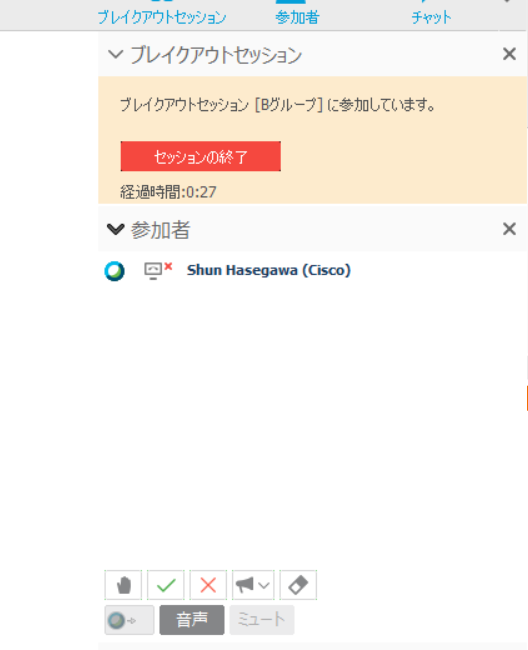 ブレイクアウトセッション 参加者 チャット
ブレイクアウトセッション
ブレイクアウトセッション [Bグループ] に参加しています。
セッションの終了
経過時間:0:27
参加者
Shun Hasegawa (Cisco)
音声 ミュート